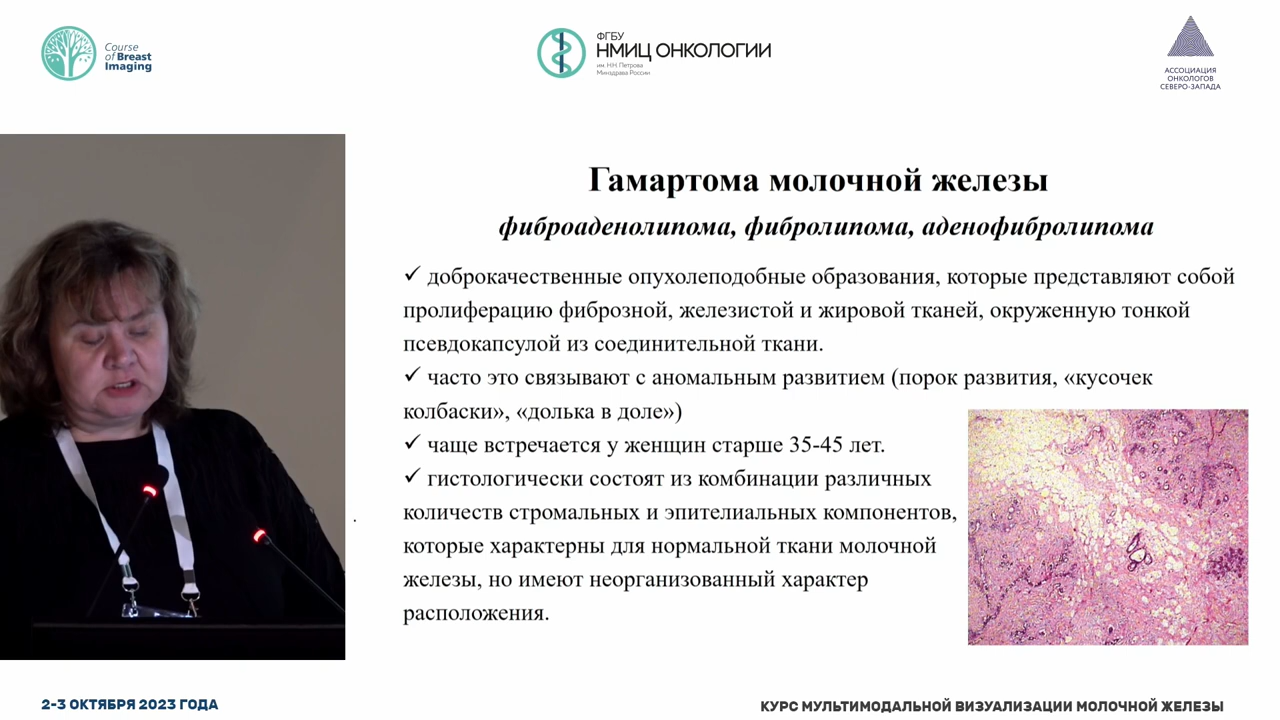 Course
of Breast
Imaging
ФГБУ
НМИЦ ОНКОЛОГИИ
им. Н.Н. Петрова
Минздрава России
АССОЦИАЦИЯ
ОНКОЛОГОВ
СЕВЕРО-ЗАПАДА
Гамартома молочной железы
фиброаденолипома, фибролипома, аденофибролипома
✓ доброкачественные опухолеподобные образования, которые представляют собой
пролиферацию фиброзной, железистой и жировой тканей, окруженную тонкой
псевдокапсулой из соединительной ткани.
✓ часто это связывают с аномальным развитием (порок развития, «кусочек
колбаски», «долька в доле»)
✓ чаще встречается у женщин старше 35-45 лет.
✓ гистологически состоят из комбинации различных
количеств стромальных и эпителиальных компонентов,
которые характерны для нормальной ткани молочной
железы, но имеют неорганизованный характер
расположения.
2-3 ОКТЯБРЯ 2023 ГОДА
КУРС МУЛЬТИМОДАЛЬНОЙ ВИЗУАЛИЗАЦИИ МОЛОЧНОЙ ЖЕЛЕЗЫ